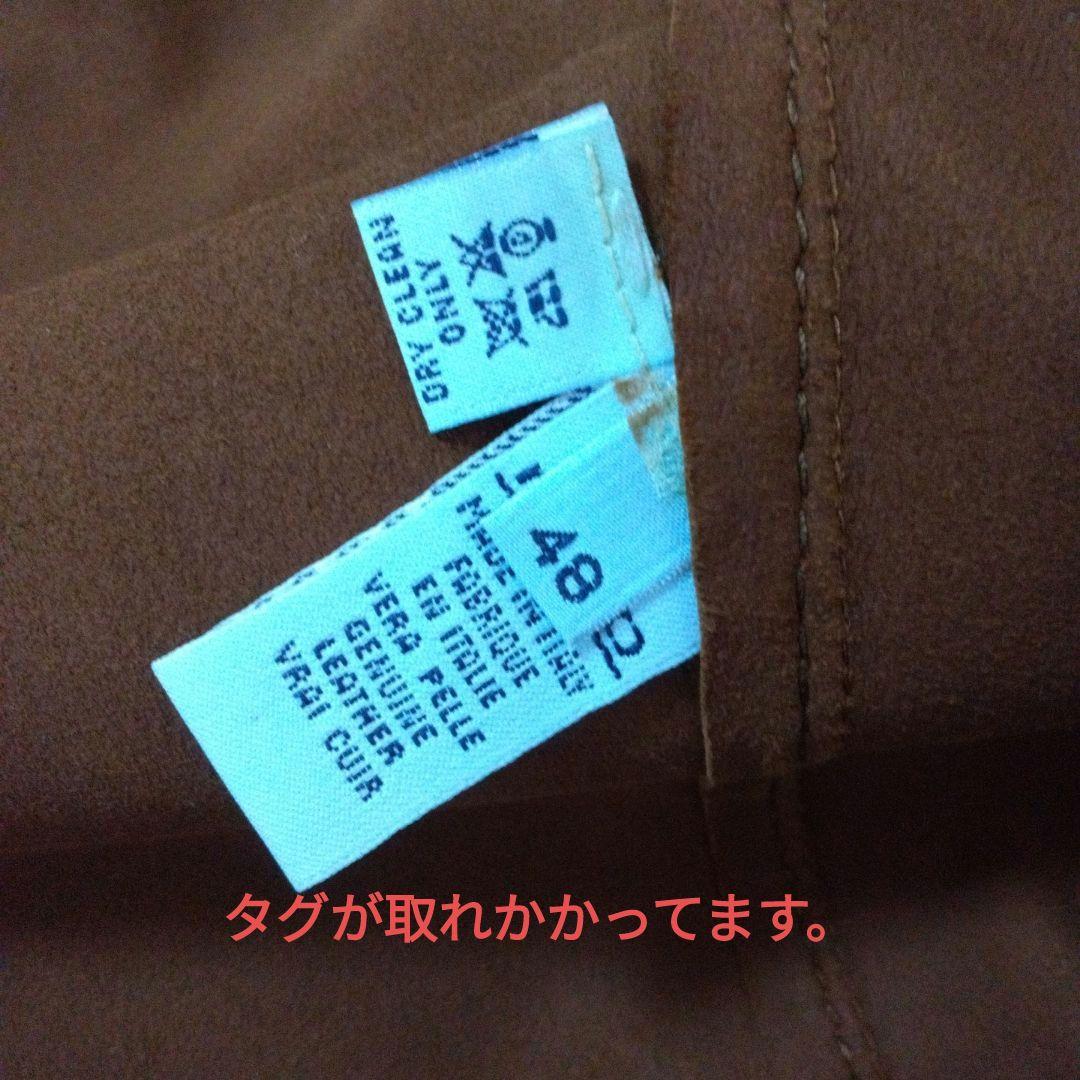 DRY CLEAN
ONLY
48
MADE IN ITALY
FABRIQUE
EN ITALIE
VERA PELLE
GENUINE
LEATHER
VRAI CUIR
タグが取れかかってます。